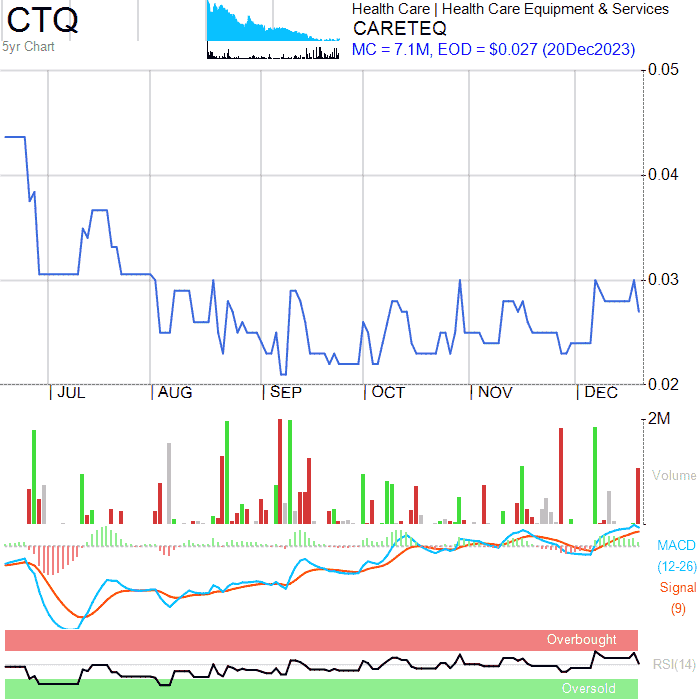 CTQ
5yr Chart
Health Care | Health Care Equipment & Services
CARETEQ
MC = 7.1M, EOD = $0.027 (20Dec2023)
0.05
0.04
0.03
0.02
| JUL | AUG | SEP | OCT | NOV | DEC
2M
Volume
MACD
(12-26)
Signal
(9)
Overbought
RSI(14)
Oversold